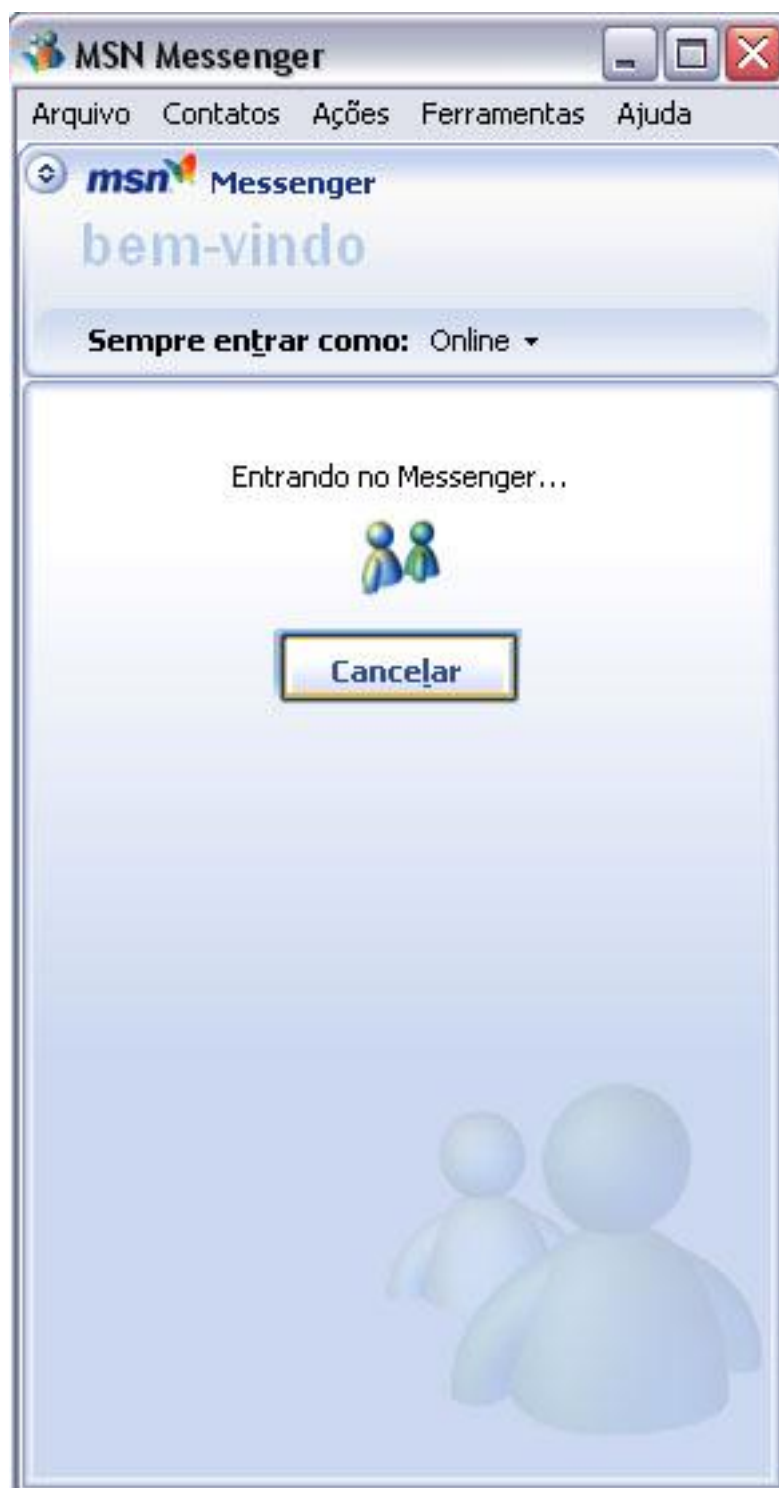 MSN Messenger
Arquivo Contatos Ações Ferramentas Ajuda
msn Messenger
bem-vindo
Sempre entrar como: Online
Entrando no Messenger...
Cancelar